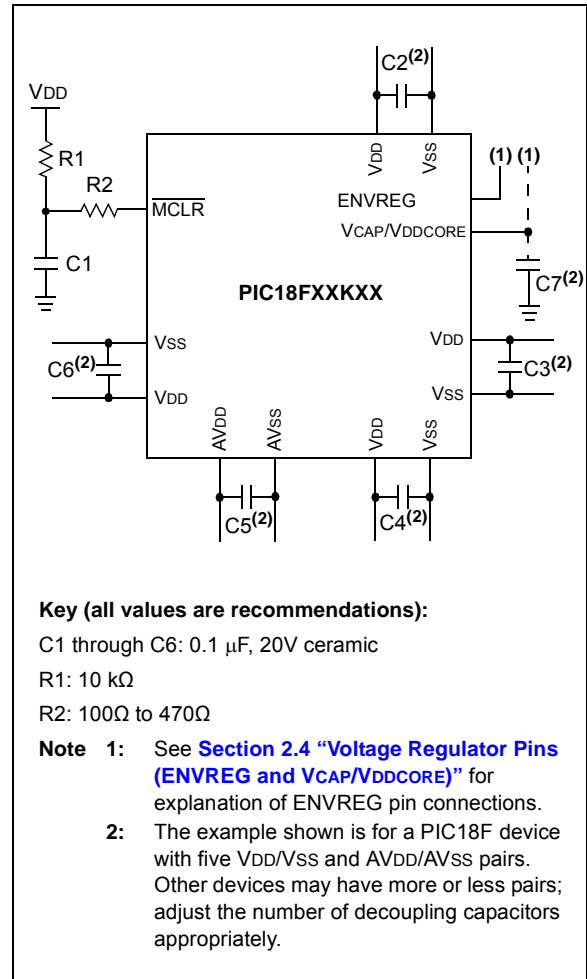 C2(2)
VDD
R1
R2
C1
MCLR
VDD
VSS
(1) (1)
ENVREG
VCAP/VDDCORE
C7(2)
PIC18FXXKXX
VSS
VDD
C6(2)
C3(2)
VDD
VSS
AVDD
AVSS
VDD
VSS
C5(2)
C4(2)
Key (all values are recommendations):
C1 through C6: 0.1 μF, 20V ceramic
R1: 10 kΩ
R2: 100Ω to 470Ω
Note 1: See Section 2.4 “Voltage Regulator Pins
(ENVREG and VCAP/VDDCORE)” for
explanation of ENVREG pin connections.
2: The example shown is for a PIC18F device
with five VDD/VSS and AVDD/AVSS pairs.
Other devices may have more or less pairs;
adjust the number of decoupling capacitors
appropriately.